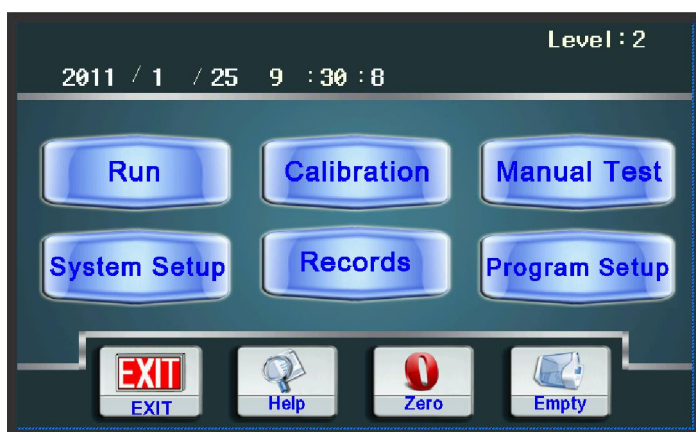 Level:2
2011 / 1 / 25 9 :30:8
Run Calibration Manual Test
System Setup Records Program Setup
EXIT
EXIT Help Zero Empty